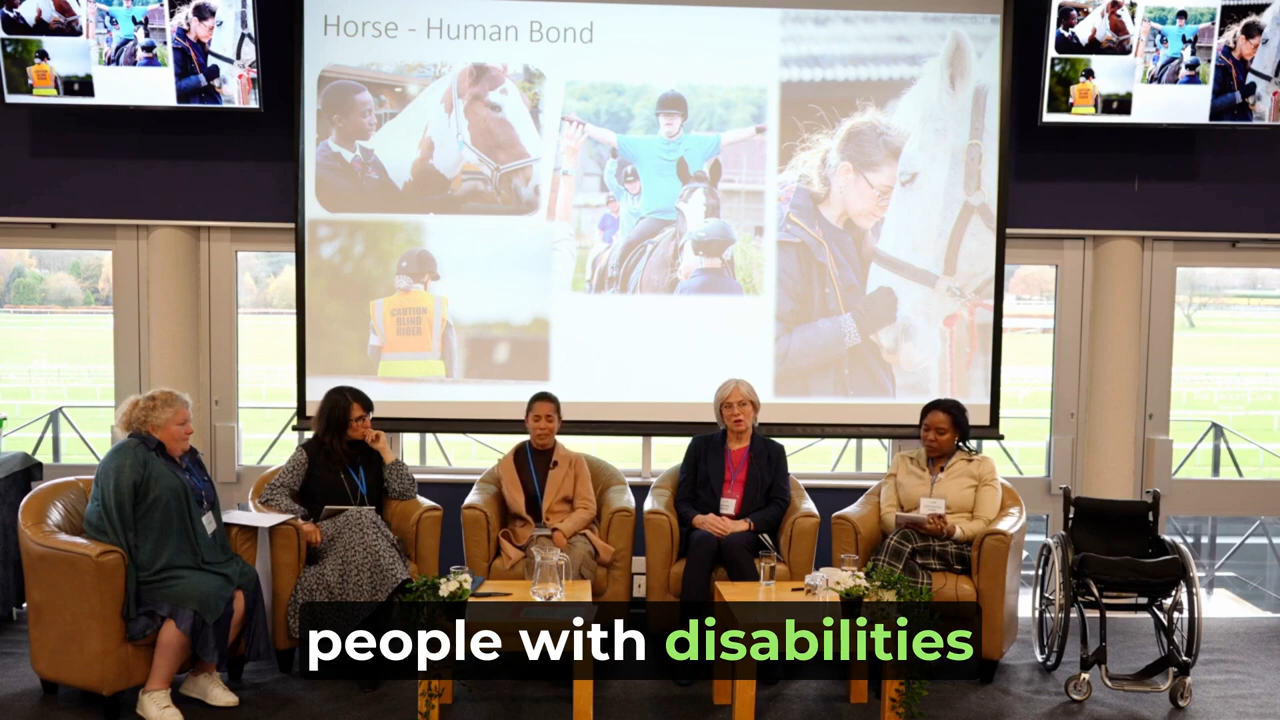 Horse - Human Bond
CAUTION
BLIND
RIDER
people with disabilities